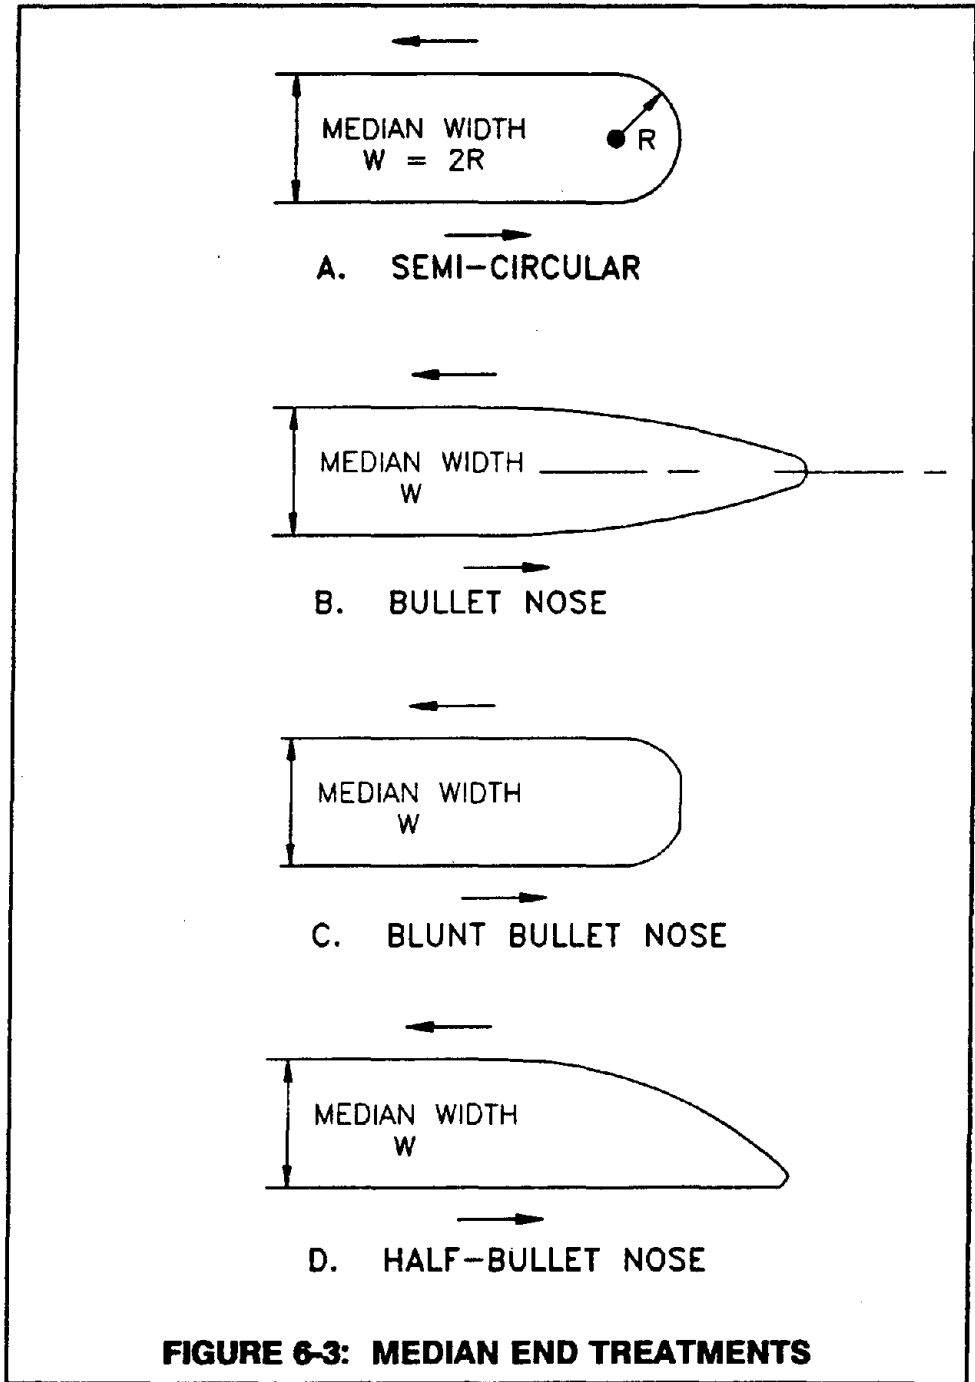 MEDIAN WIDTH
W = 2R
R
A. SEMI-CIRCULAR
MEDIAN WIDTH
W
B. BULLET NOSE
MEDIAN WIDTH
W
C. BLUNT BULLET NOSE
MEDIAN WIDTH
W
D. HALF-BULLET NOSE
FIGURE 6-3: MEDIAN END TREATMENTS